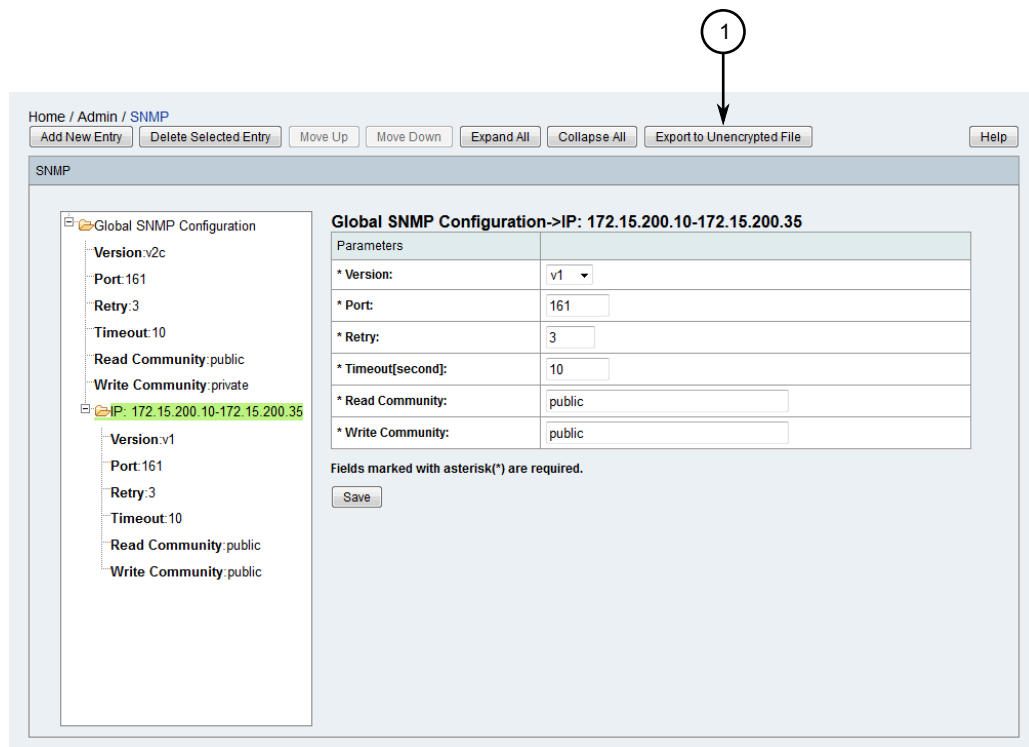 1
Home / Admin / SNMP
Add New Entry Delete Selected Entry Move Up Move Down Expand All Collapse All Export to Unencrypted File Help
SNMP
Global SNMP Configuration
Version:v2c
Port:161
Retry:3
Timeout:10
Read Community:public
Write Community:private
IP: 172.15.200.10-172.15.200.35
Version:v1
Port:161
Retry:3
Timeout:10
Read Community:public
Write Community:public
Global SNMP Configuration->IP: 172.15.200.10-172.15.200.35
Parameters
* Version: v1
* Port: 161
* Retry: 3
* Timeout[second]: 10
* Read Community: public
* Write Community: public
Fields marked with asterisk(*) are required.
Save